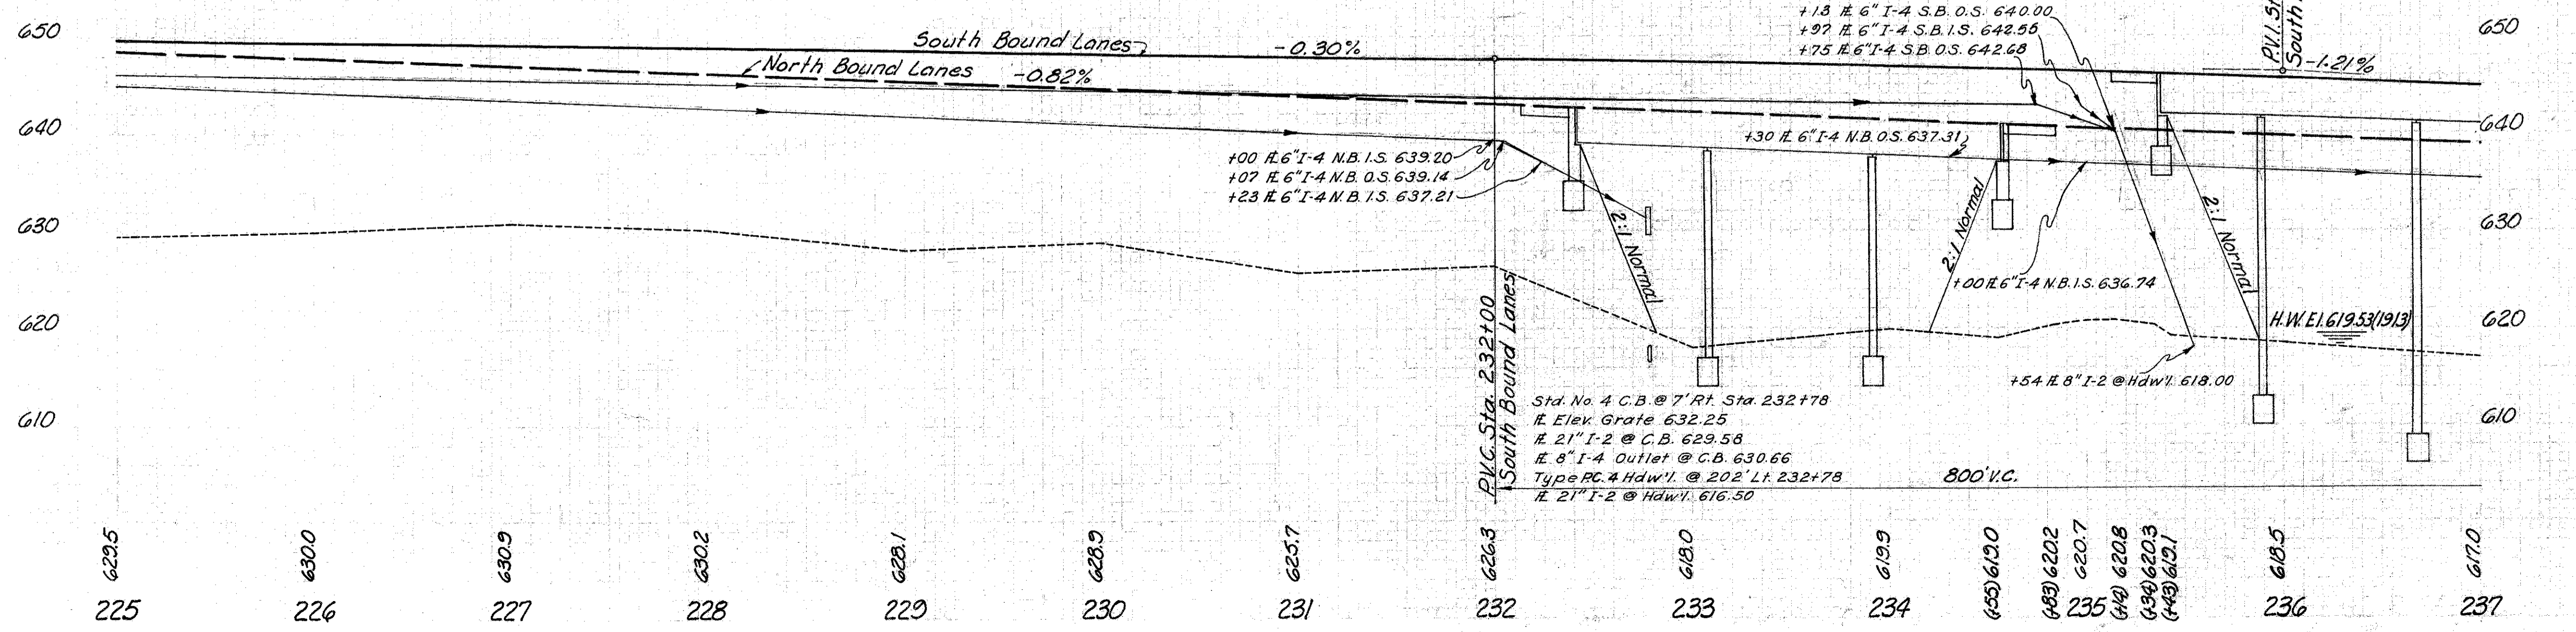 +13 ℄ 6" I-4 S.B. O.S. 640.00
650
+97 ℄ 6" I-4 S.B. I.S. 642.56
650
+75 ℄ 6" I-4 S.B. O.S. 642.68
P.V.I. St
South
South Bound Lanes
-0.30%
-1.21%
North Bound Lanes -0.82%
640
640
+30 ℄ 6" I-4 N.B. O.S. 637.31
+00 ℄ 6" I-4 N.B. I.S. 639.20
+07 ℄ 6" I-4 N.B. O.S. 639.14
+23 ℄ 6" I-4 N.B. I.S. 637.21
630
2:1 Normal
2:1 Normal
2:1 Normal
630
+00 ℄ 6" I-4 N.B. I.S. 636.74
620
P.V.C. Sta. 232+00
South Bound Lanes
H.W. El. 619.53 (1913)
620
+54 ℄ 8" I-2 @ Hdw'l. 618.00
610
Std. No. 4 C.B. @ 7' Rt. Sta. 232+78
℄ Elev. Grate 632.25
610
℄ 21" I-2 @ C.B. 629.58
℄ 8" I-4 Outlet @ C.B. 630.66
Type P.C. 4 Hdw'l. @ 202' Lt. 232+78
800' V.C.
℄ 21" I-2 @ Hdw'l. 616.50
629.5 630.0 630.9 630.2 628.1 628.9 625.7 626.3 618.0 619.9 (+55) 619.0 (+83) 620.2 620.7 (+14) 620.8 (+34) 620.3 (+43) 619.1 618.5 617.0
225 226 227 228 229 230 231 232 233 234 235 236 237